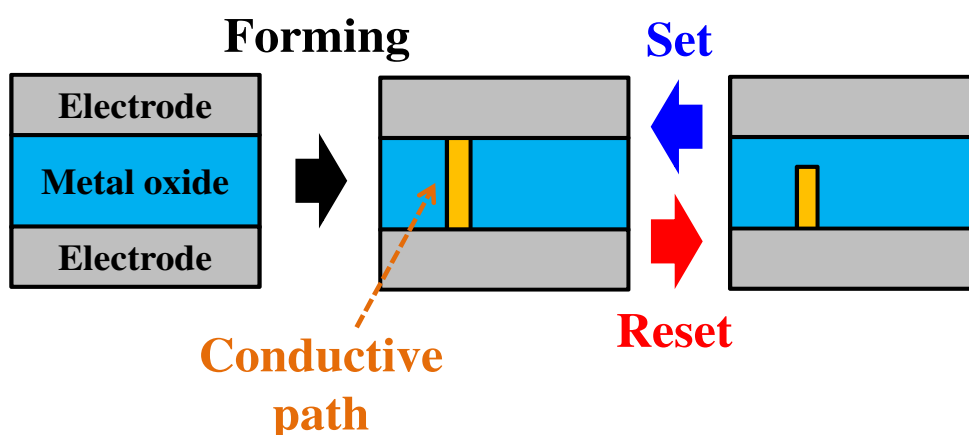 Forming
Set
Electrode
Metal oxide
Electrode
Reset
Conductive
path